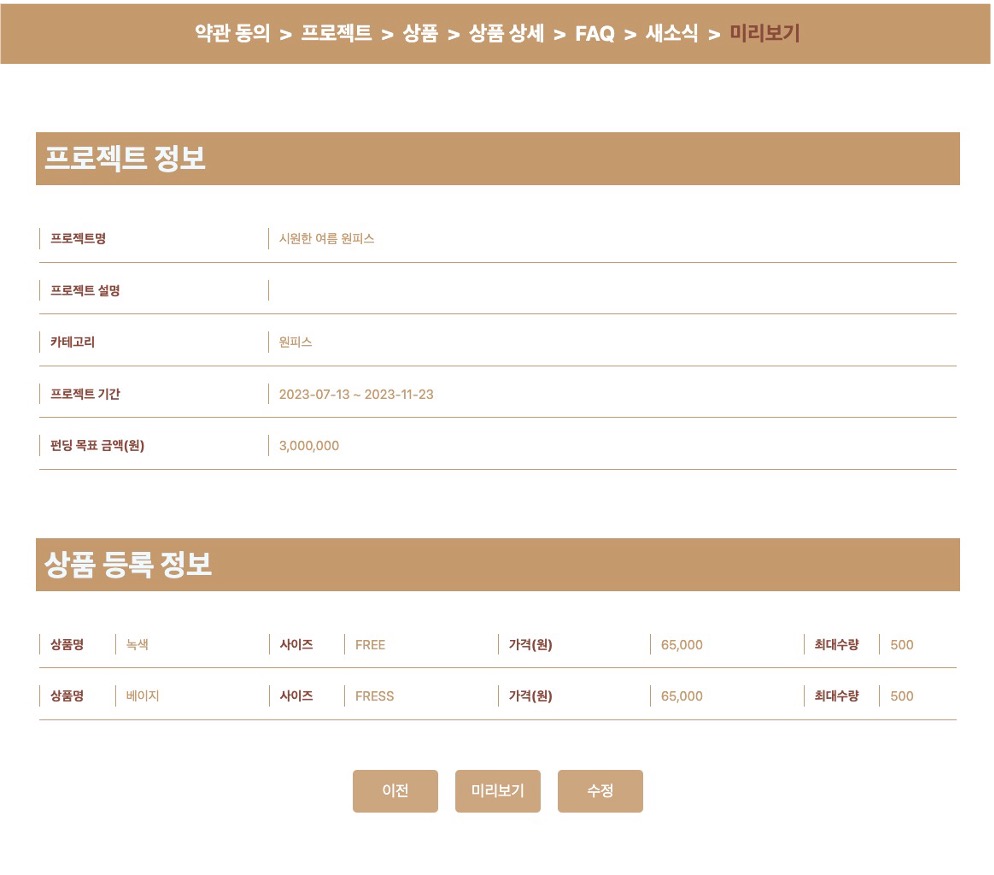 약관 동의 > 프로젝트 > 상품 > 상품 상세 > FAQ > 새소식 > 미리보기
프로젝트 정보
프로젝트명 시원한 여름 원피스
프로젝트 설명
카테고리 원피스
프로젝트 기간 2023-07-13 ~ 2023-11-23
펀딩 목표 금액(원) 3,000,000
상품 등록 정보
상품명 녹색 사이즈 FREE 가격(원) 65,000 최대수량 500
상품명 베이지 사이즈 FRESS 가격(원) 65,000 최대수량 500
이전 미리보기 수정